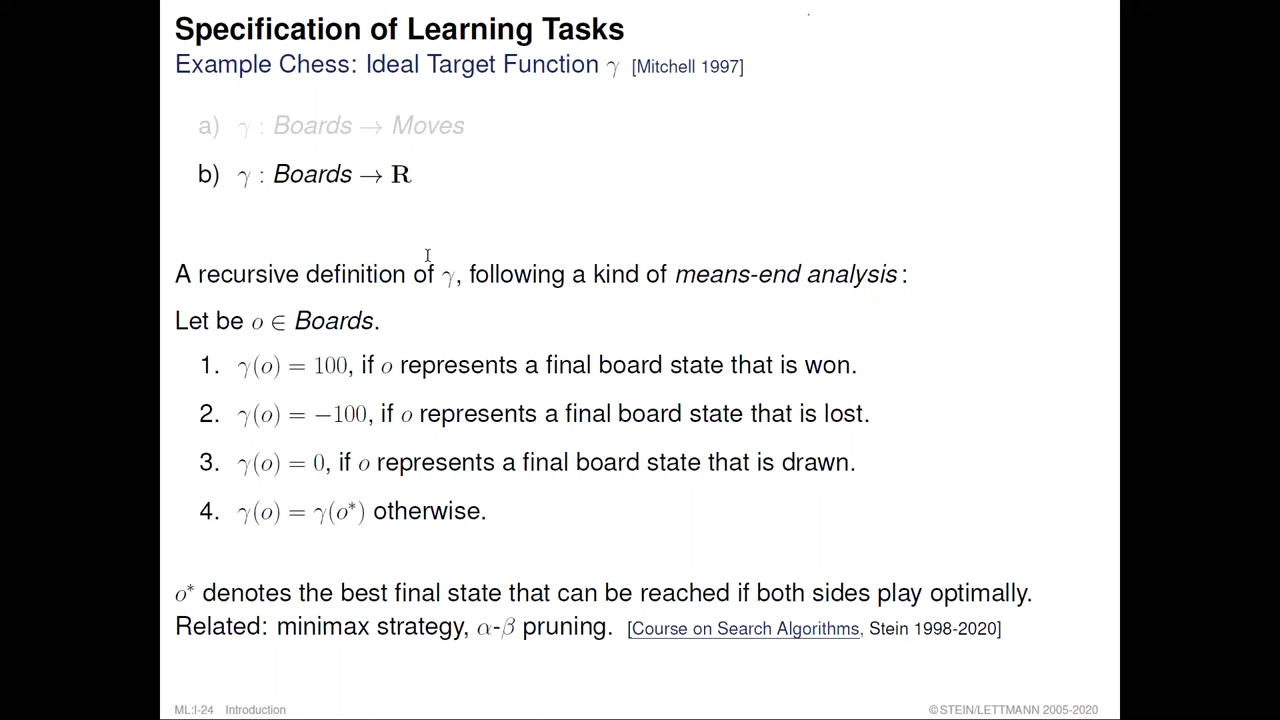 Specification of Learning Tasks
Example Chess: Ideal Target Function γ [Mitchell 1997]
a) γ : Boards → Moves
b) γ : Boards → R
A recursive definition of γ, following a kind of means-end analysis :
Let be o ∈ Boards.
1. γ(o) = 100, if o represents a final board state that is won.
2. γ(o) = −100, if o represents a final board state that is lost.
3. γ(o) = 0, if o represents a final board state that is drawn.
4. γ(o) = γ(o*) otherwise.
o* denotes the best final state that can be reached if both sides play optimally.
Related: minimax strategy, α-β pruning. [Course on Search Algorithms, Stein 1998-2020]
ML:I-24 Introduction ©STEIN/LETTMANN 2005-2020